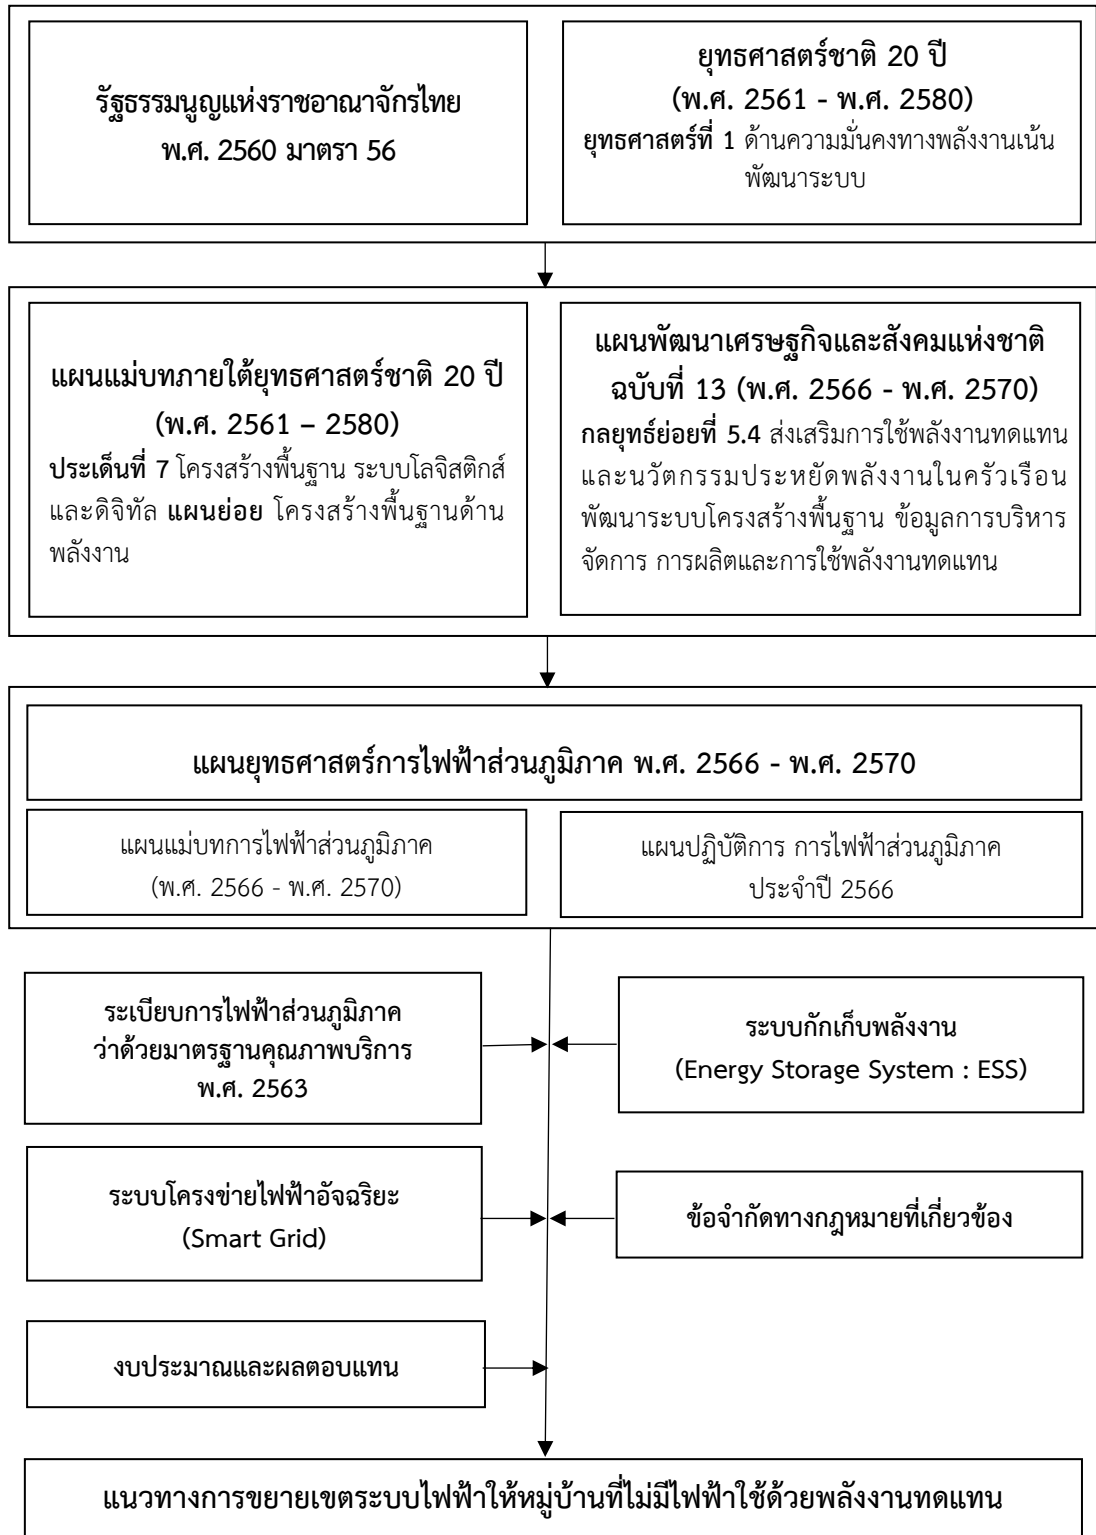 รัฐธรรมนูญแห่งราชอาณาจักรไทย
พ.ศ. 2560 มาตรา 56
ยุทธศาสตร์ชาติ 20 ปี
(พ.ศ. 2561 - พ.ศ. 2580)
ยุทธศาสตร์ที่ 1 ด้านความมั่นคงทางพลังงานเน้น
พัฒนาระบบ
แผนแม่บทภายใต้ยุทธศาสตร์ชาติ 20 ปี
(พ.ศ. 2561 – 2580)
ประเด็นที่ 7 โครงสร้างพื้นฐาน ระบบโลจิสติกส์
และดิจิทัล แผนย่อย โครงสร้างพื้นฐานด้าน
พลังงาน
แผนพัฒนาเศรษฐกิจและสังคมแห่งชาติ
ฉบับที่ 13 (พ.ศ. 2566 - พ.ศ. 2570)
กลยุทธ์ย่อยที่ 5.4 ส่งเสริมการใช้พลังงานทดแทน
และนวัตกรรมประหยัดพลังงานในครัวเรือน
พัฒนาระบบโครงสร้างพื้นฐาน ข้อมูลการบริหาร
จัดการ การผลิตและการใช้พลังงานทดแทน
แผนยุทธศาสตร์การไฟฟ้าส่วนภูมิภาค พ.ศ. 2566 - พ.ศ. 2570
แผนแม่บทการไฟฟ้าส่วนภูมิภาค
(พ.ศ. 2566 - พ.ศ. 2570)
แผนปฏิบัติการ การไฟฟ้าส่วนภูมิภาค
ประจำปี 2566
ระเบียบการไฟฟ้าส่วนภูมิภาค
ว่าด้วยมาตรฐานคุณภาพบริการ
พ.ศ. 2563
ระบบกักเก็บพลังงาน
(Energy Storage System : ESS)
ระบบโครงข่ายไฟฟ้าอัจฉริยะ
(Smart Grid)
ข้อจำกัดทางกฎหมายที่เกี่ยวข้อง
งบประมาณและผลตอบแทน
แนวทางการขยายเขตระบบไฟฟ้าให้หมู่บ้านที่ไม่มีไฟฟ้าใช้ด้วยพลังงานทดแทน